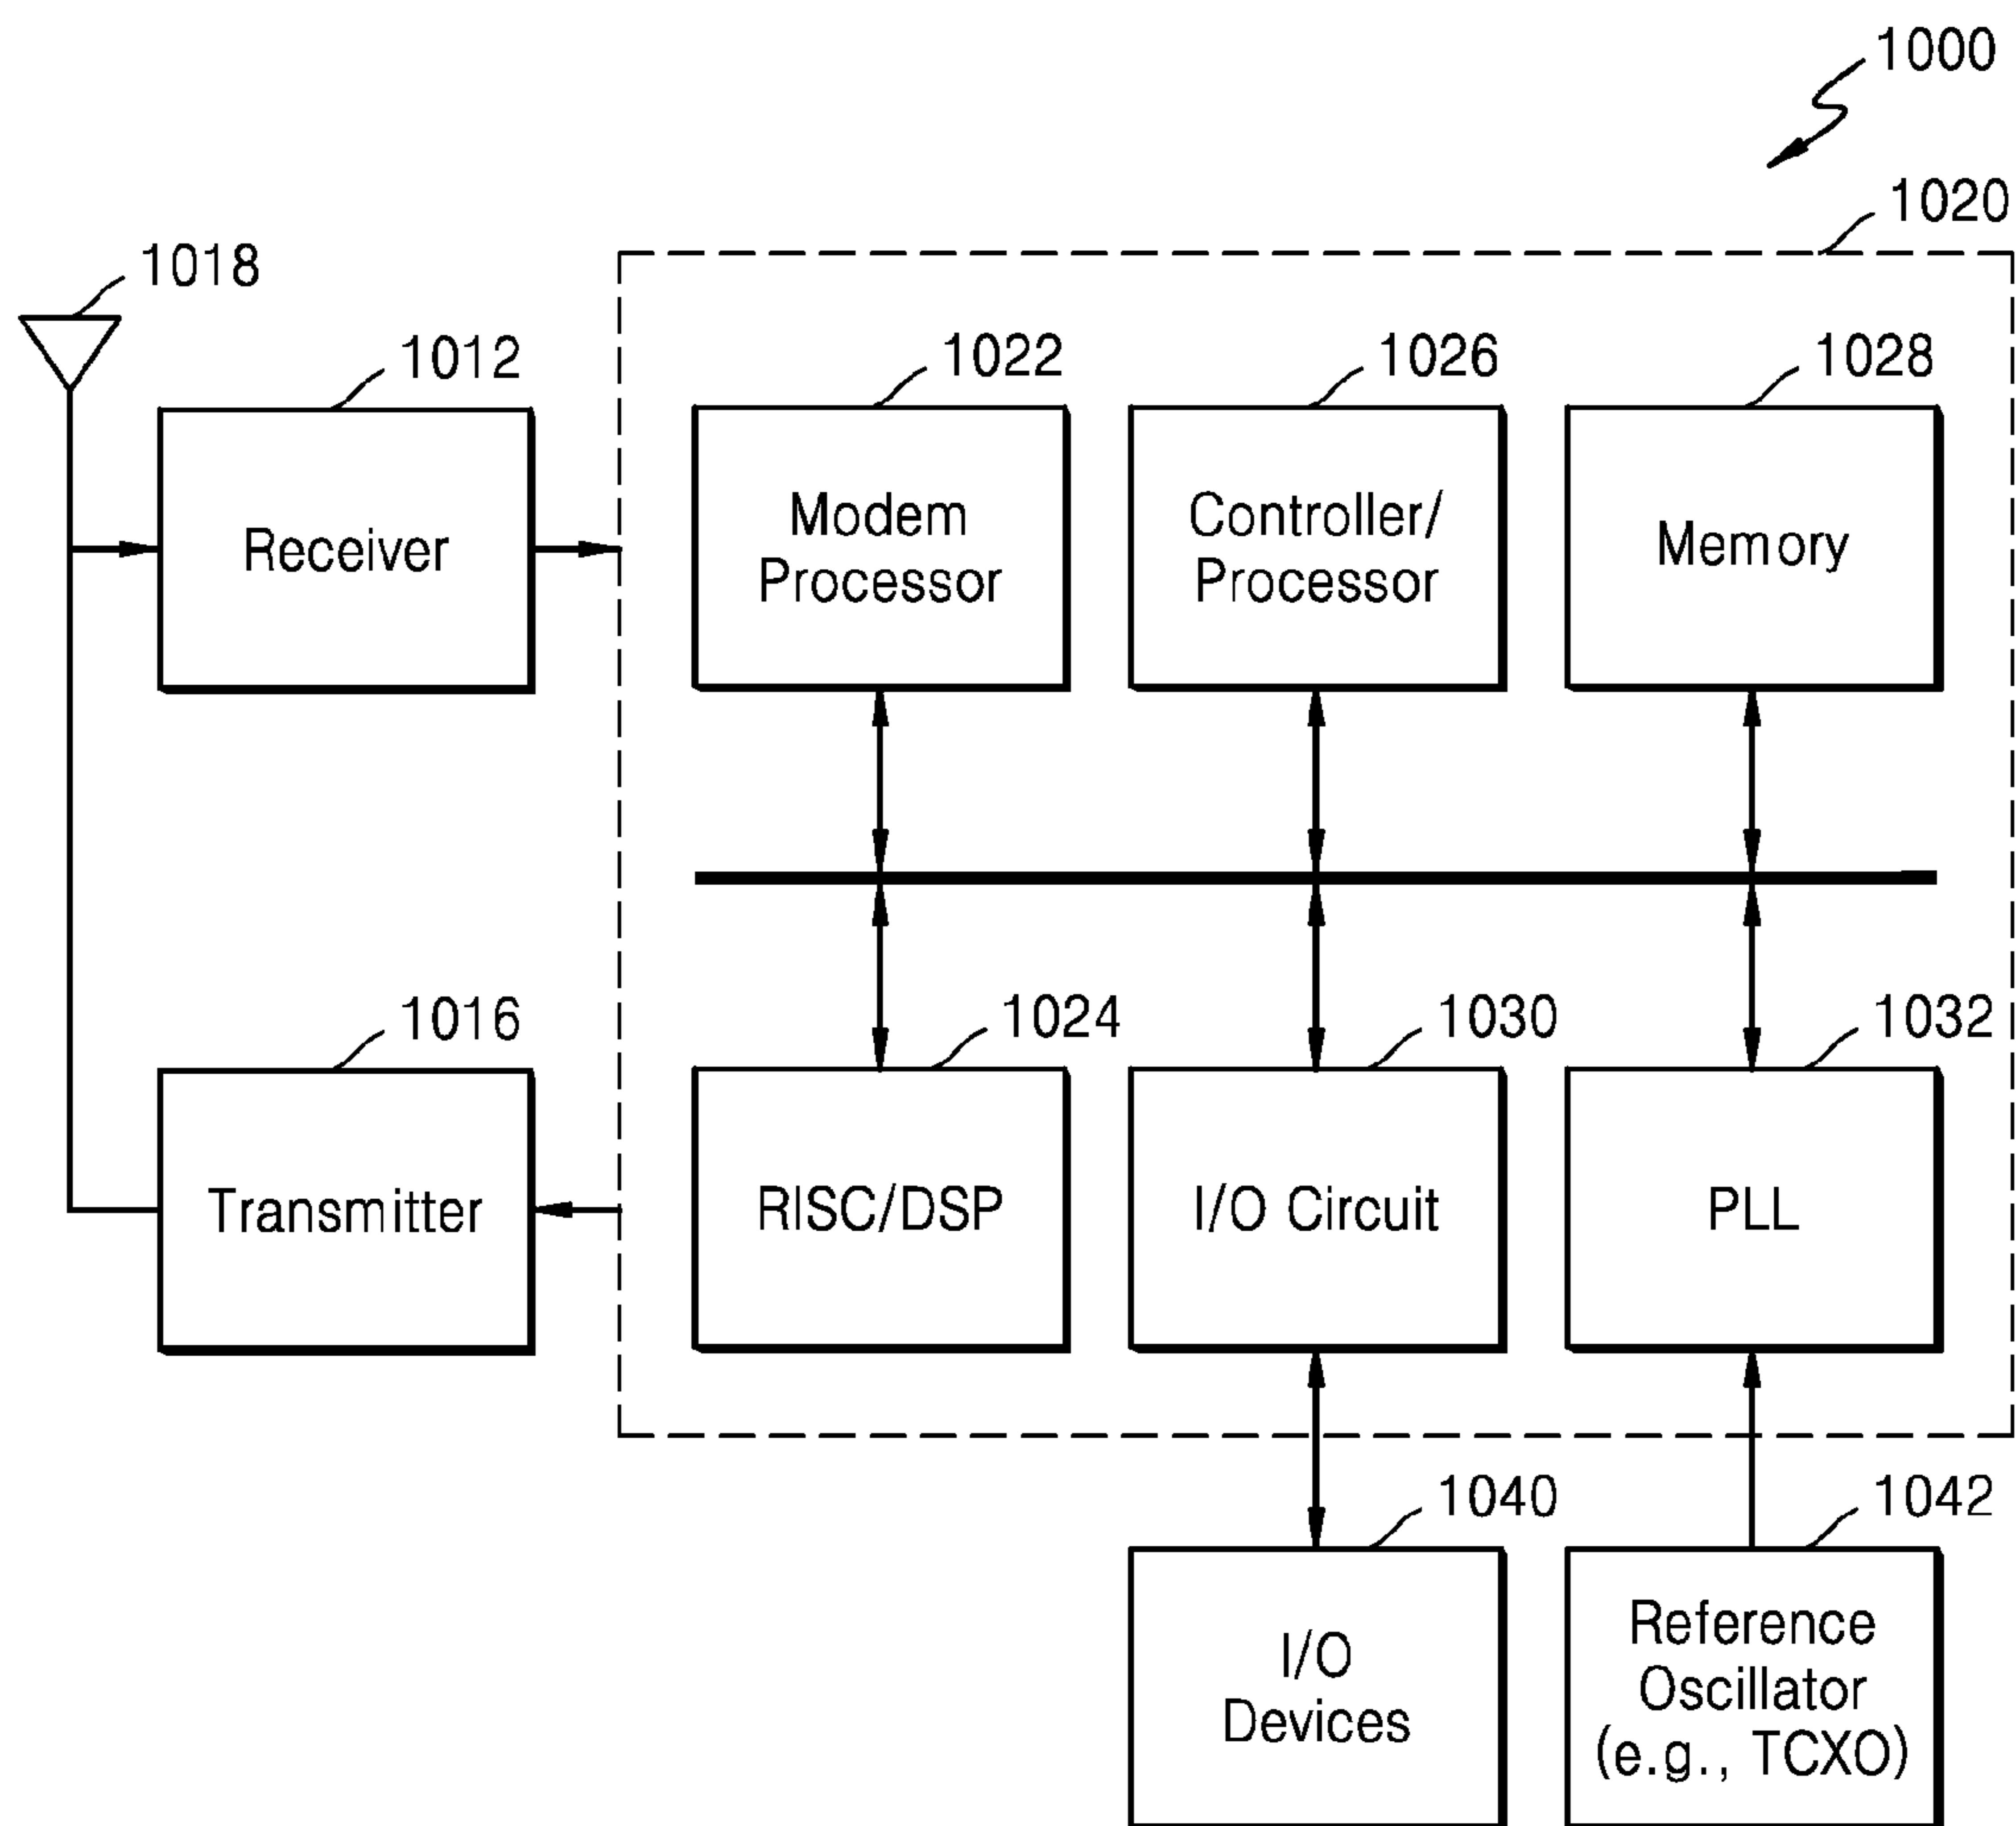 1000
1020
1018
1012
1022
1026
1028
Receiver
Modem
Processor
Controller/
Processor
Memory
1016
1024
1030
1032
Transmitter
RISC/DSP
I/O Circuit
PLL
1040
1042
I/O
Devices
Reference
Oscillator
(e.g., TCXO)